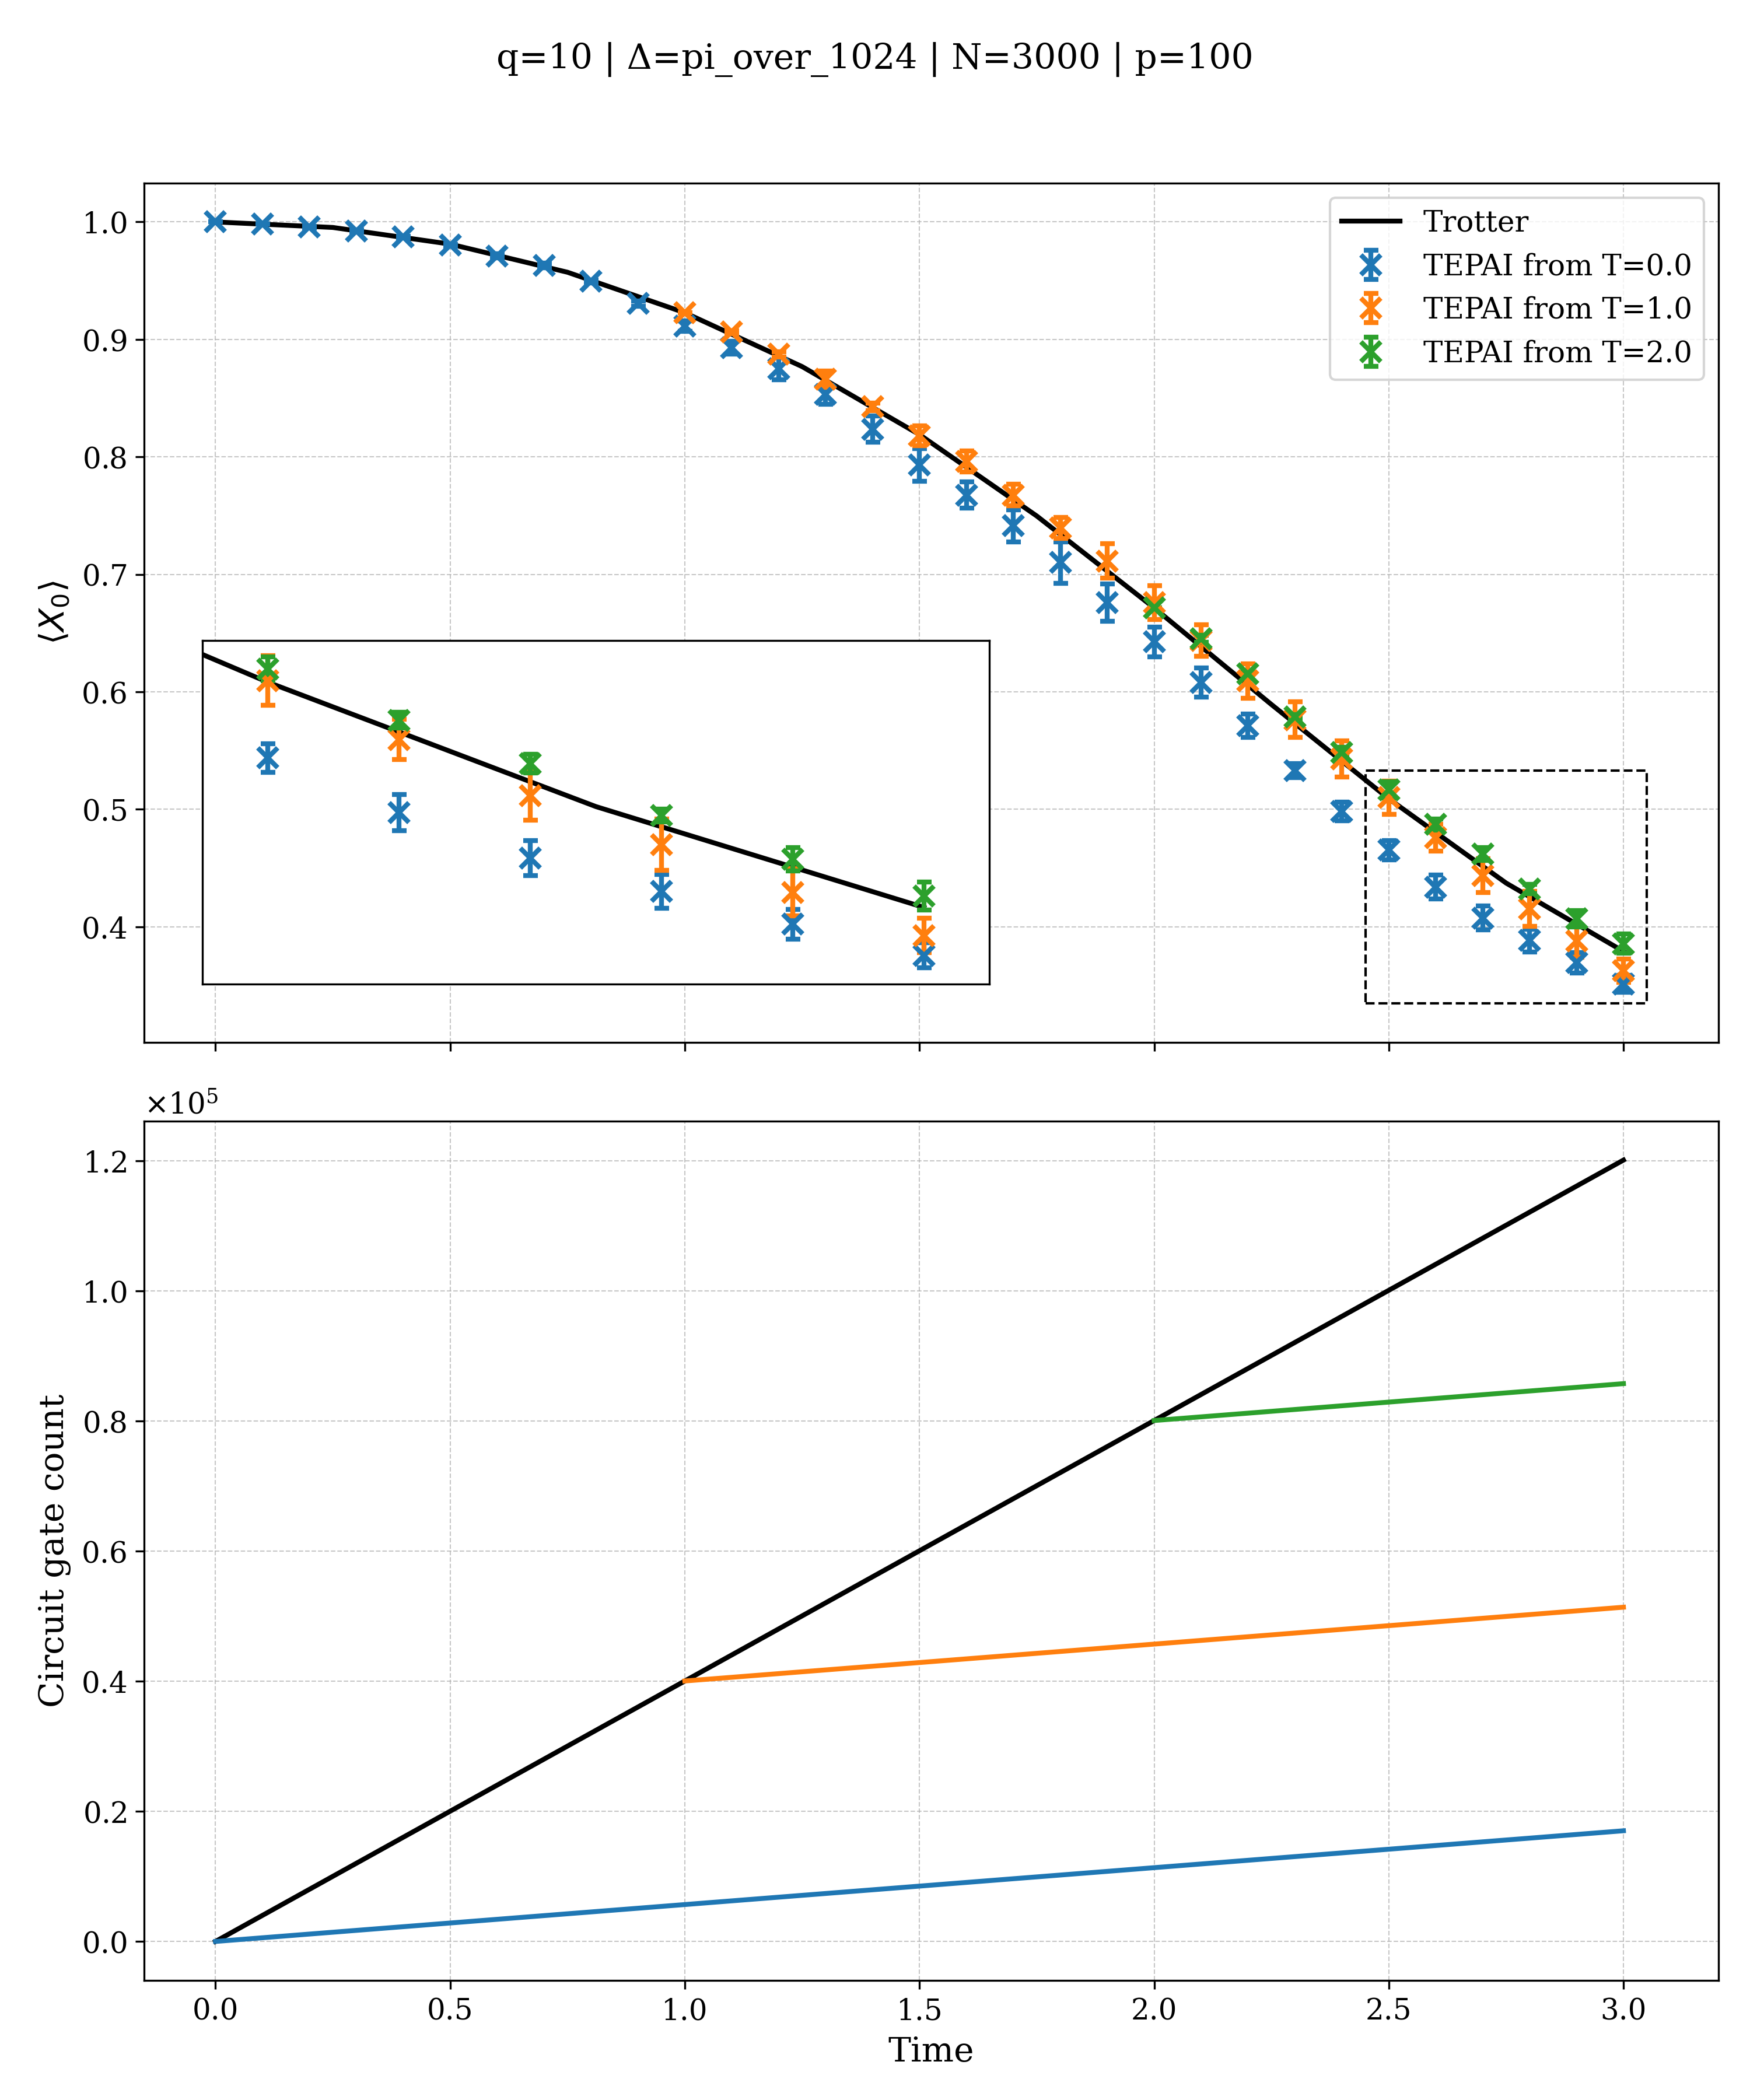 q=10 | Δ=pi_over_1024 | N=3000 | p=100
Trotter
TEPAI from T=0.0
TEPAI from T=1.0
TEPAI from T=2.0
1.0
0.9
0.8
0.7
0.6
0.5
0.4
⟨X₀⟩
×10⁵
1.2
1.0
0.8
0.6
0.4
0.2
0.0
Circuit gate count
0.0 0.5 1.0 1.5 2.0 2.5 3.0
Time